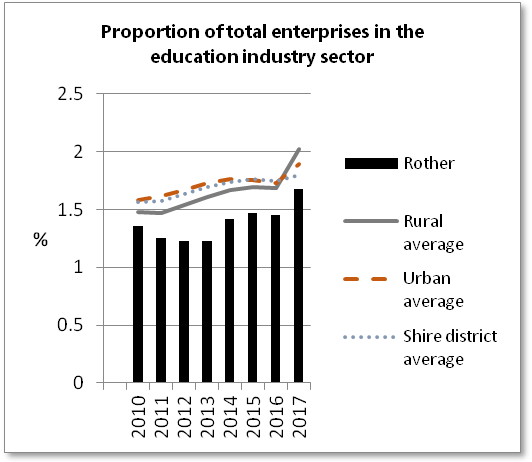 Proportion of total enterprises in the
education industry sector
2.5
2
1.5
1
0.5
0
%
2010
2011
2012
2013
2014
2015
2016
2017
Rother
Rural
average
Urban
average
Shire district
average